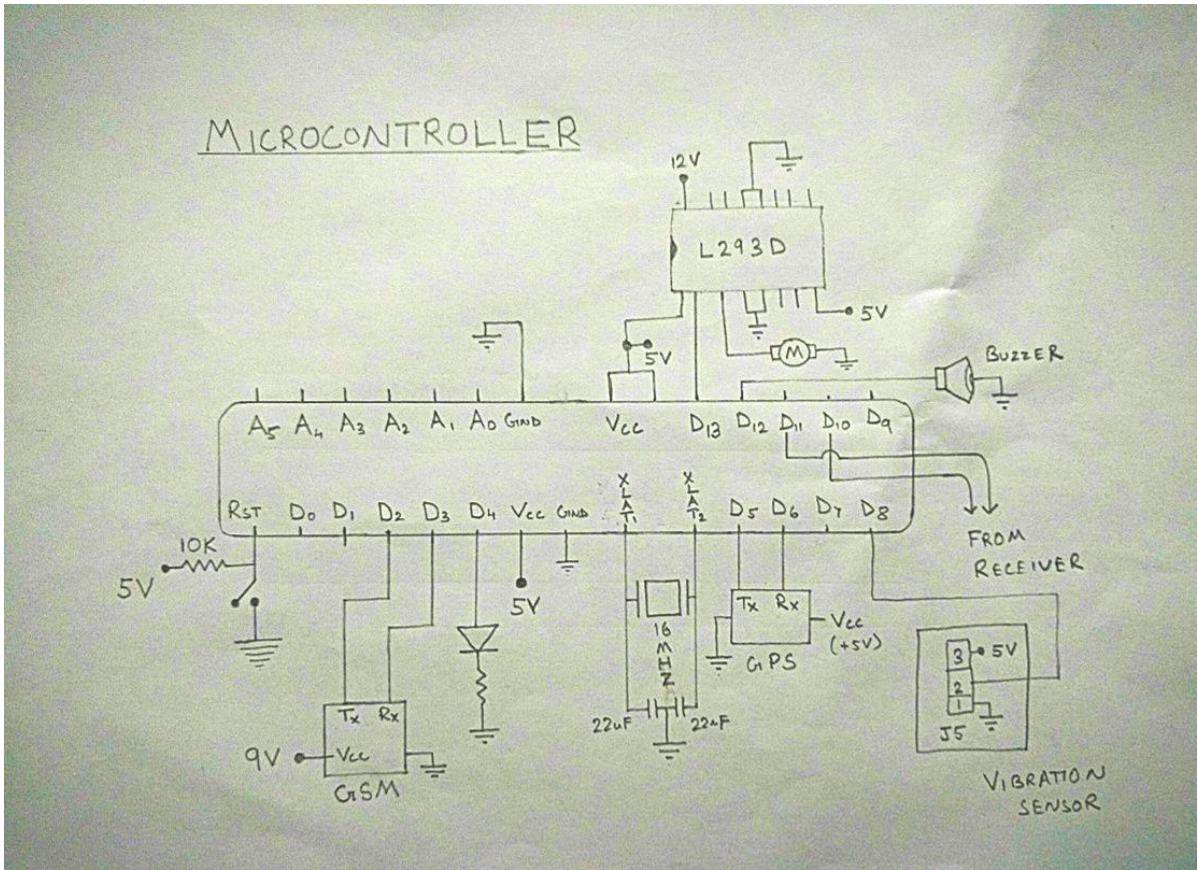 MICROCONTROLLER
12V
L293D
5V
5V
M
BUZZER
A5 A4 A3 A2 A1 A0 GND VCC D13 D12 D11 D10 D9
RST D0 D1 D2 D3 D4 VCC GND XLAT1 XLAT2 D5 D6 D7 D8
10K
5V
5V
FROM
RECEIVER
16MHZ
Tx Rx
VCC
(+5V)
GPS
3 5V
2
1
J5
22uF 22uF
Tx Rx
9V VCC
GSM
VIBRATION
SENSOR